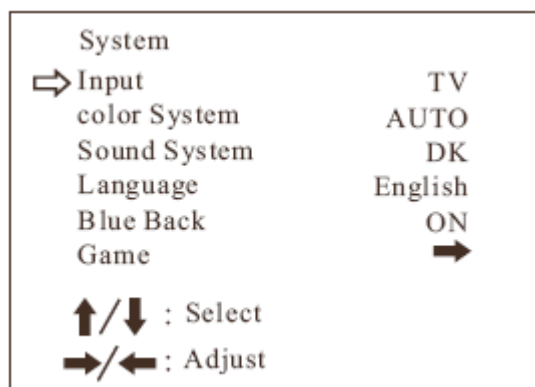 System
Input TV
color System AUTO
Sound System DK
Language English
Blue Back ON
Game
: Select
: Adjust